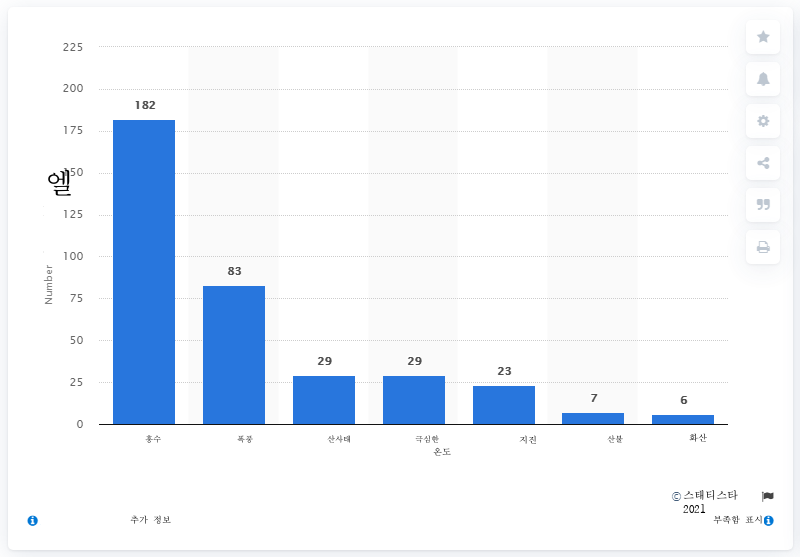 225
200
175
150
125
100
75
50
25
0
엘
Number
182
83
29
29
23
7
6
홍수
폭풍
산사태
극심한
온도
지진
산불
화산
© 스태티스타
2021
추가 정보
부족함 표시